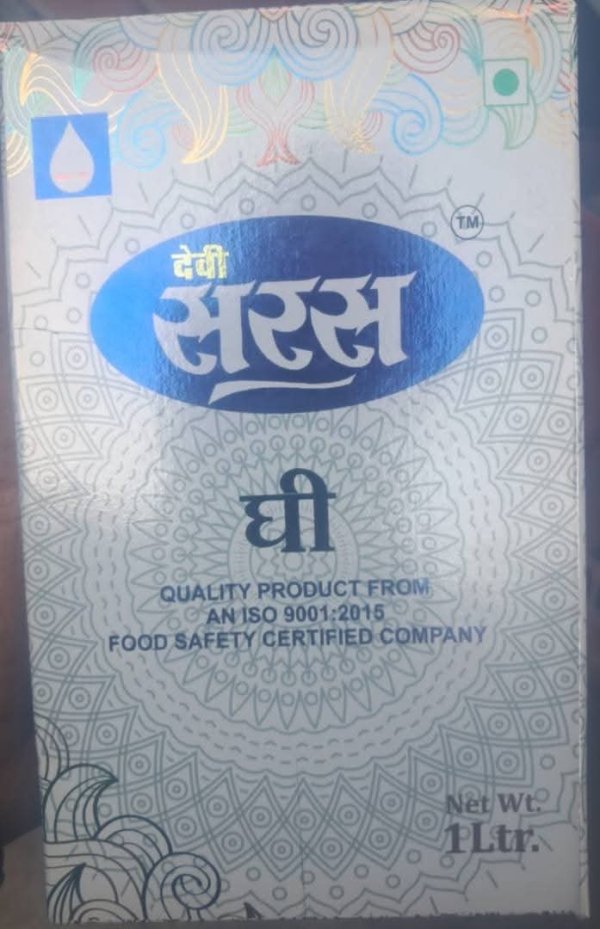 TM
देवी
सरस
घी
QUALITY PRODUCT FROM
AN ISO 9001:2015
FOOD SAFETY CERTIFIED COMPANY
Net Wt.
1Ltr.